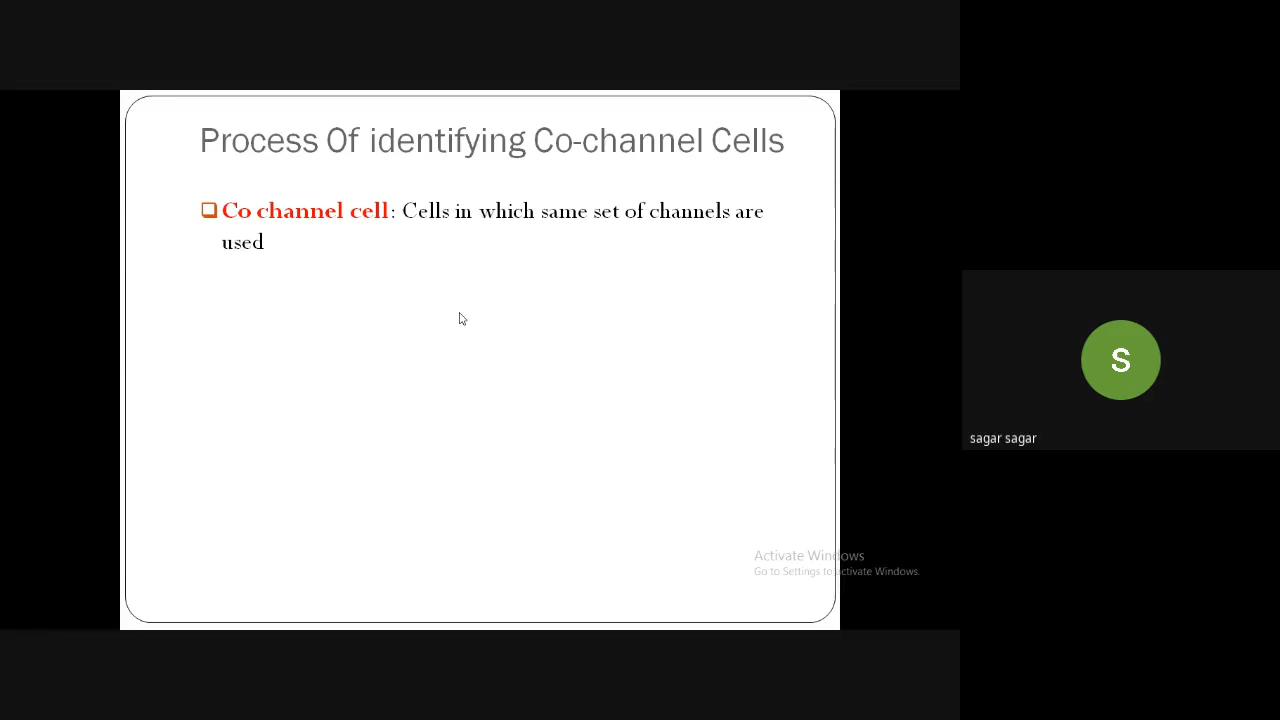 Process Of identifying Co-channel Cells
Co channel cell: Cells in which same set of channels are
used
Activate Windows
Go to Settings to activate Windows.
S
sagar sagar